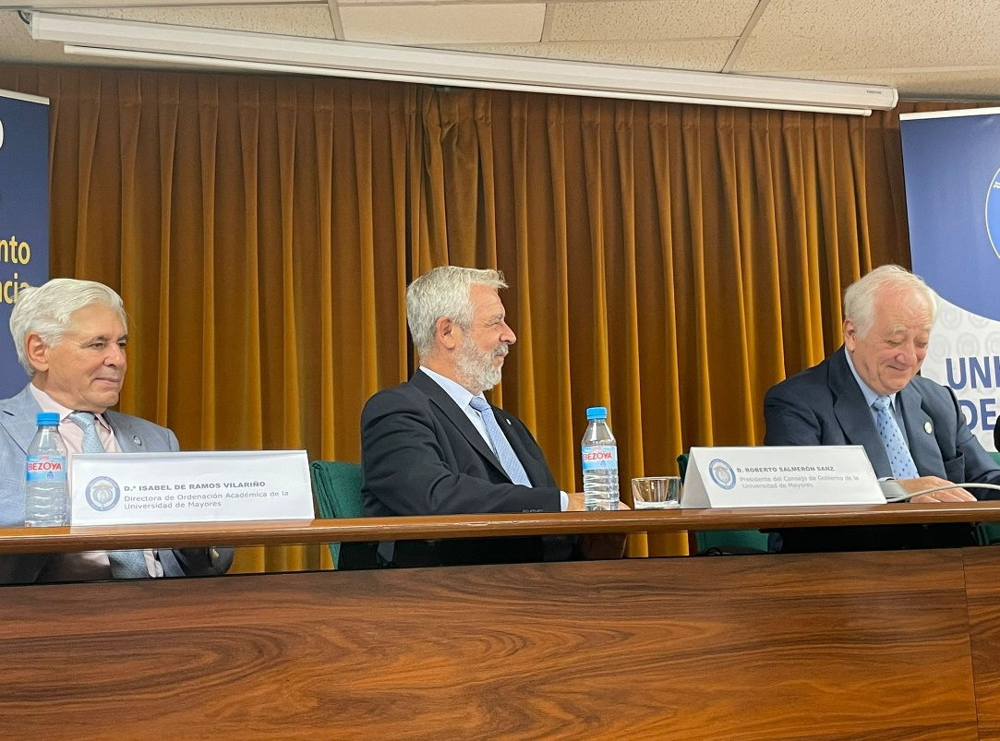 nto
ncia
BEZOYA
D.ª ISABEL DE RAMOS VILARIÑO
Directora de Ordenación Académica de la
Universidad de Mayores
BEZOYA
D. ROBERTO SALMERÓN SANZ
Presidente del Consejo de Gobierno de la
Universidad de Mayores
UNI
DE